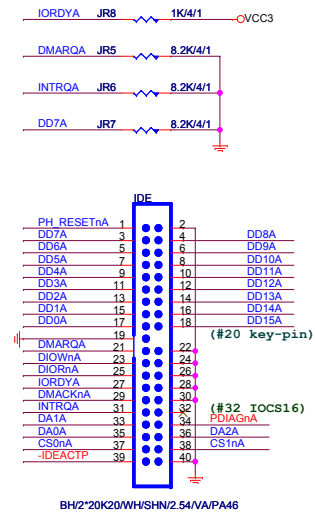 IORDYA JR8 1K/4/1 VCC3
DMARQA JR5 8.2K/4/1
INTRQA JR6 8.2K/4/1
DD7A JR7 8.2K/4/1
IDE
PH_RESETnA 1 2
DD7A 3 4 DD8A
DD6A 5 6 DD9A
DD5A 7 8 DD10A
DD4A 9 10 DD11A
DD3A 11 12 DD12A
DD2A 13 14 DD13A
DD1A 15 16 DD14A
DD0A 17 18 DD15A
19 (#20 key-pin)
DMARQA 21 22
DIOWnA 23 24
DIORnA 25 26
IORDYA 27 28
DMACKnA 29 30
INTRQA 31 32 (#32 IOCS16)
DA1A 33 34 PDIAGnA
DA0A 35 36 DA2A
CS0nA 37 38 CS1nA
-IDEACTP 39 40
BH/2*20K20/WH/SHN/2.54/VA/PA46